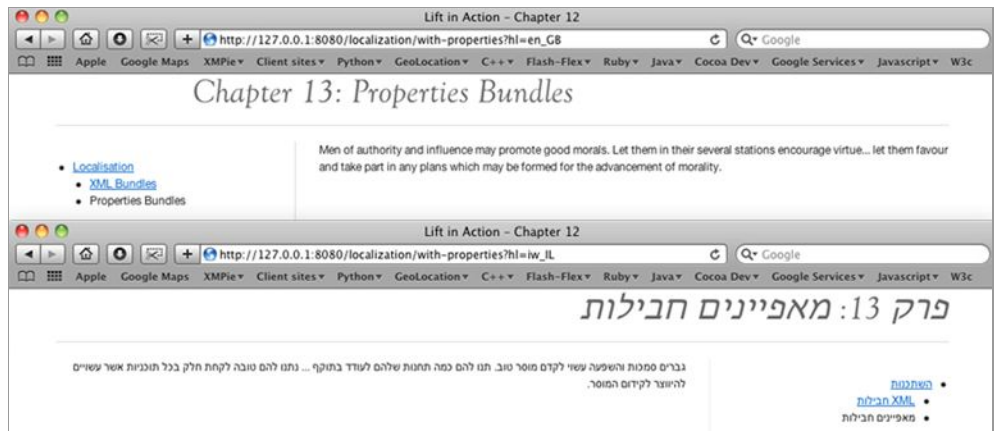 Lift in Action – Chapter 12
http://127.0.0.1:8080/localization/with-properties?hl=en_GB
Google
Apple Google Maps XMPie Client sites Python GeoLocation C++ Flash-Flex Ruby Java Cocoa Dev Google Services Javascript W3c
Chapter 13: Properties Bundles
Localisation
XML Bundles
Properties Bundles
Men of authority and influence may promote good morals. Let them in their several stations encourage virtue... let them favour
and take part in any plans which may be formed for the advancement of morality.
Lift in Action – Chapter 12
http://127.0.0.1:8080/localization/with-properties?hl=iw_IL
Google
Apple Google Maps XMPie Client sites Python GeoLocation C++ Flash-Flex Ruby Java Cocoa Dev Google Services Javascript W3c
פרק 13: מאפיינים חבילות
השתכנות
XML חבילות
מאפיינים חבילות
גברים סמכות והשפעה עשוי לקדם מוסר טוב. תנו להם כמה תחנות שלהם לעודד בתוקף ... נתנו להם טובה לקחת חלק בכל תוכניות אשר עשויים
להיווצר לקידום המוסר.